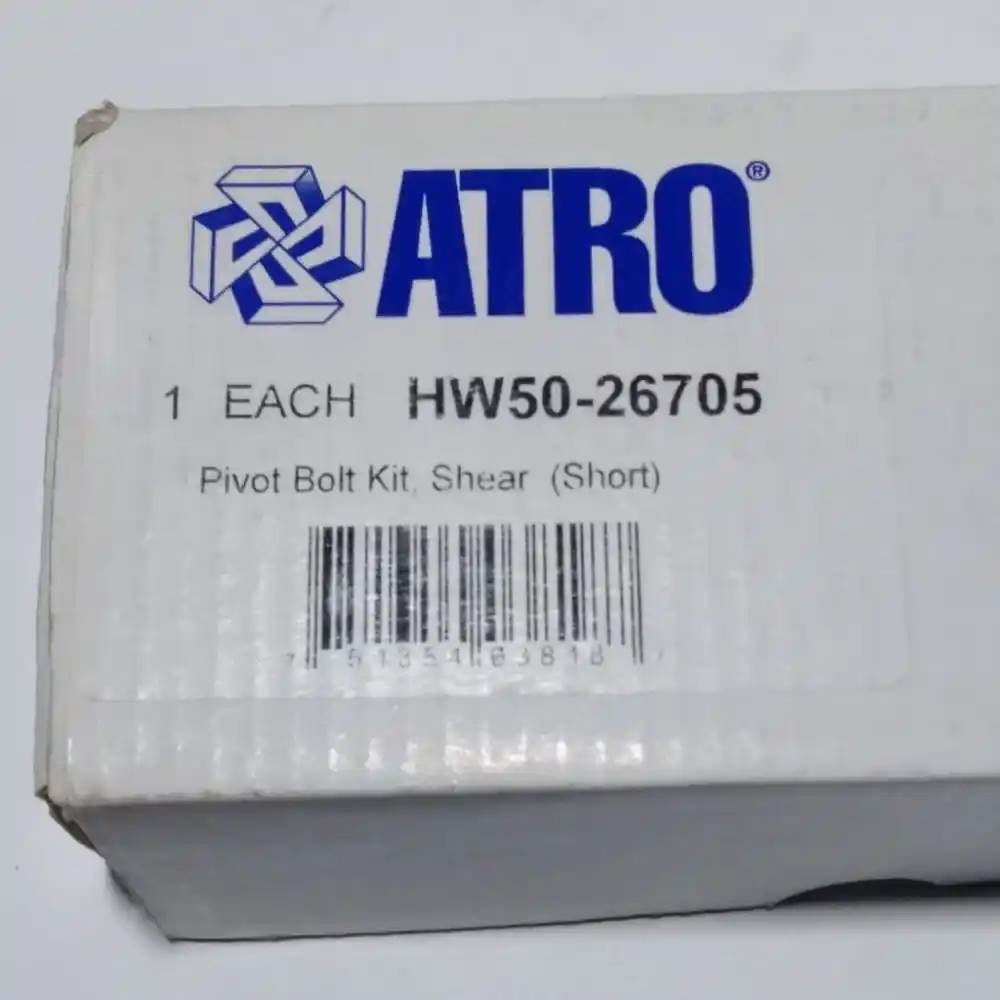 ATRO®
1 EACH HW50-26705
Pivot Bolt Kit, Shear (Short)